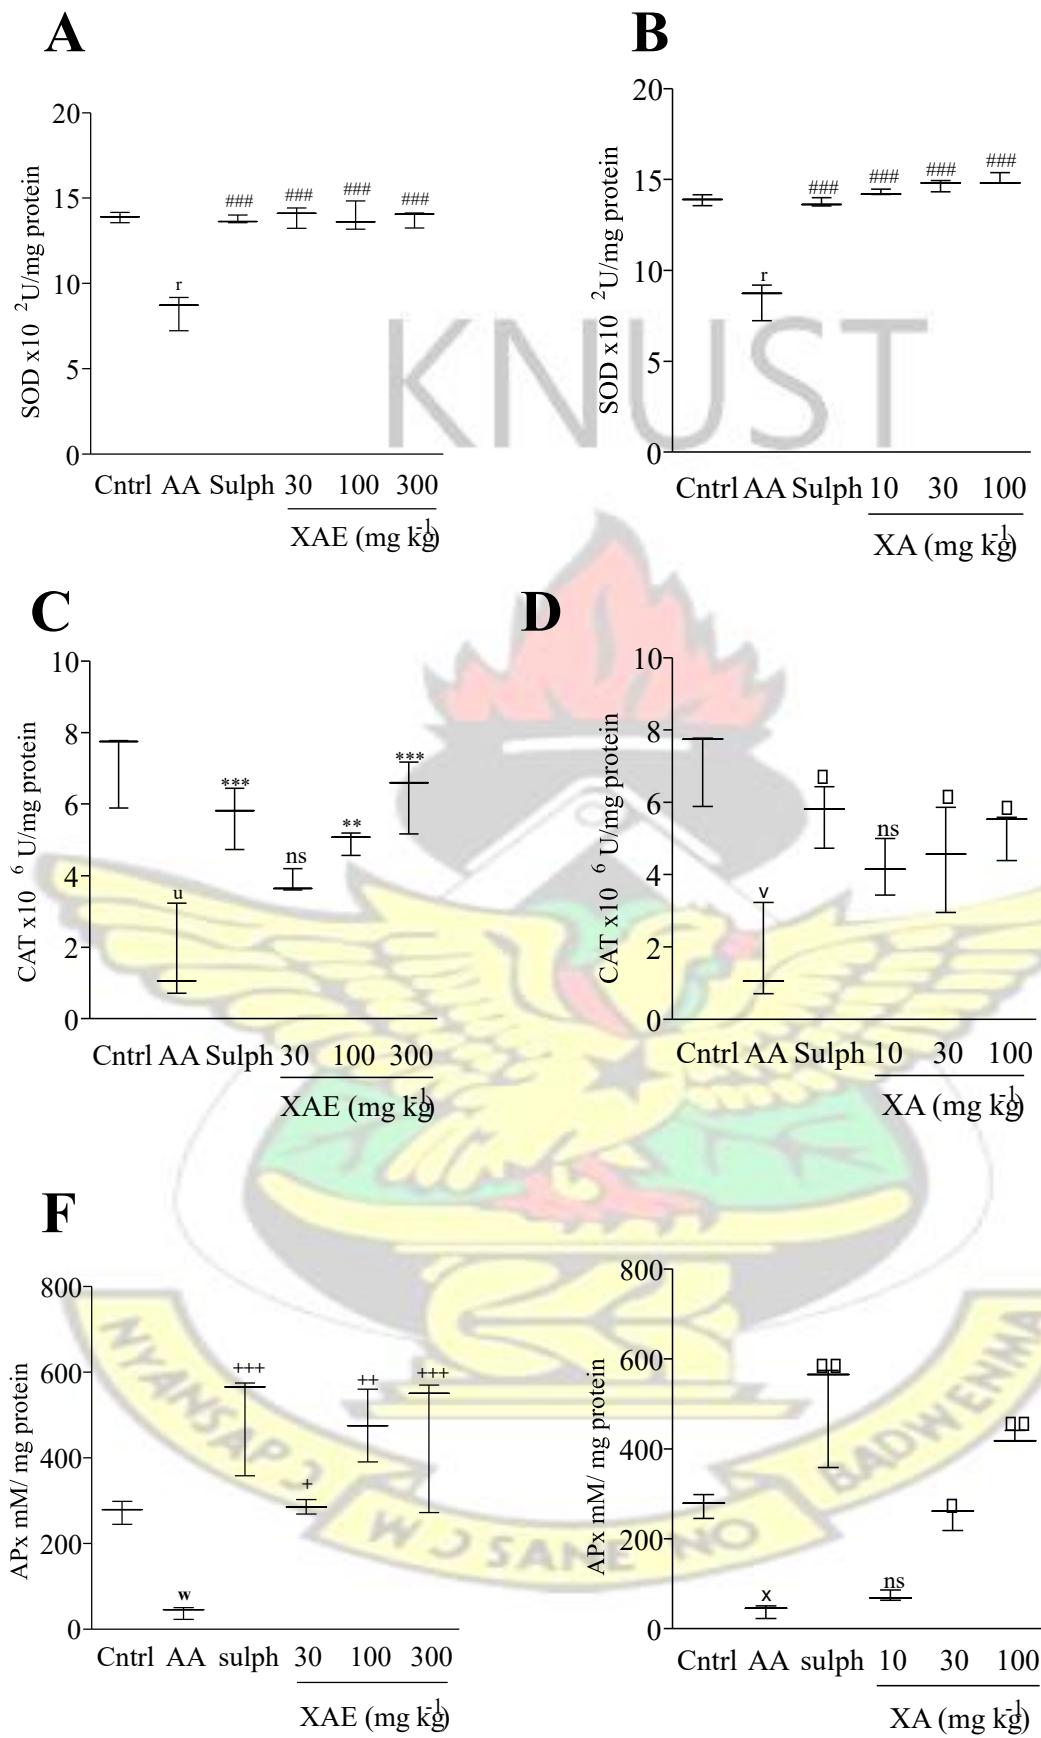 A
SOD x10 2U/mg protein
20
15
10
5
0
r
###
###
###
###
Cntrl AA Sulph 30 100 300
XAE (mg kg-1)
B
SOD x10 2U/mg protein
20
15
10
5
0
r
###
###
###
###
Cntrl AA Sulph 10 30 100
XA (mg kg-1)
KNUST
C
CAT x10 6 U/mg protein
10
8
6
4
2
0
u
***
ns
**
***
Cntrl AA Sulph 30 100 300
XAE (mg kg-1)
D
CAT x10 6 U/mg protein
10
8
6
4
2
0
v
□
ns
□
□
Cntrl AA Sulph 10 30 100
XA (mg kg-1)
F
APx mM/ mg protein
800
600
400
200
0
w
+++
+
++
+++
Cntrl AA sulph 30 100 300
XAE (mg kg-1)
APx mM/ mg protein
800
600
400
200
0
x
□□
ns
□
□□
Cntrl AA sulph 10 30 100
XA (mg kg-1)
NYANSAPƆ
WƆ SANE NO
BADWENMA